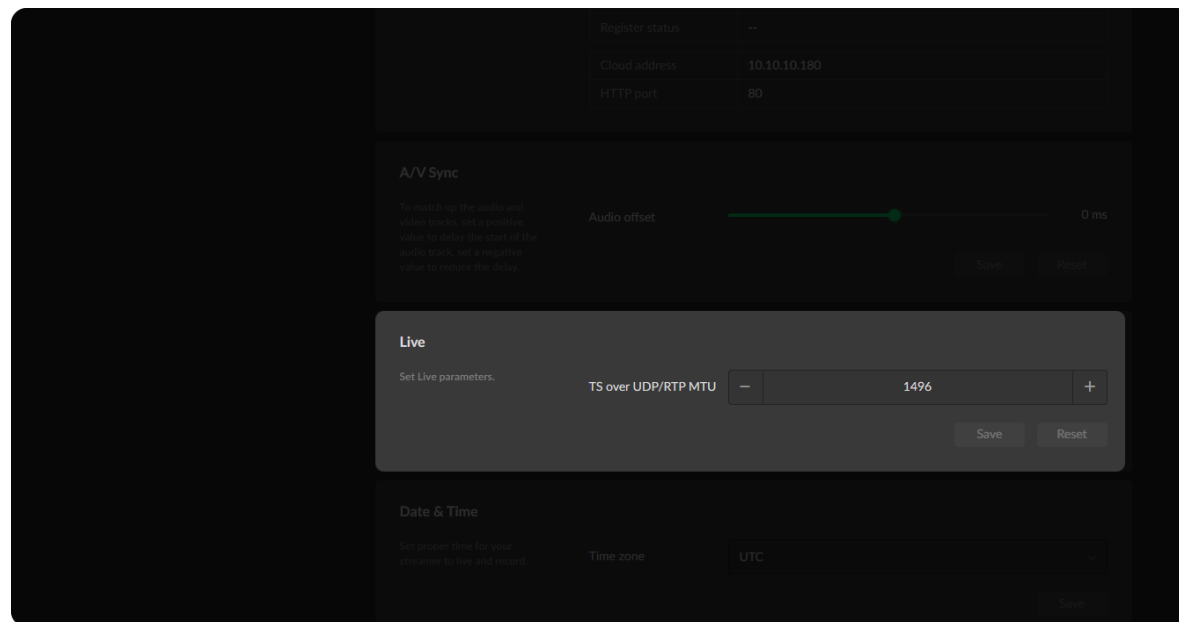 Register status --
Cloud address 10.10.10.180
HTTP port 80
A/V Sync
To match up the audio and
video tracks, set a positive
value to delay the start of the
audio track, set a negative
value to reduce the delay.
Audio offset 0 ms
Save Reset
Live
Set Live parameters.
TS over UDP/RTP MTU − 1496 +
Save Reset
Date & Time
Set proper time for your
streamer to live and record.
Time zone UTC
Save